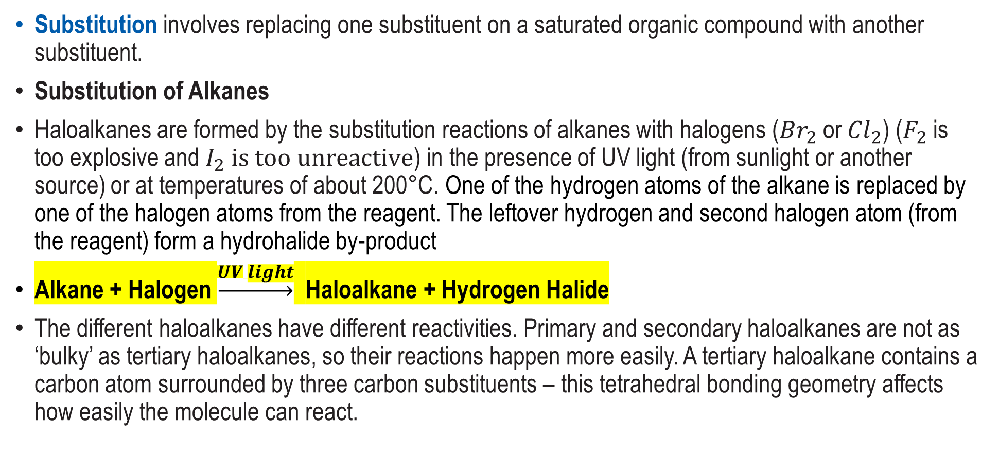 • Substitution involves replacing one substituent on a saturated organic compound with another
substituent.
• Substitution of Alkanes
• Haloalkanes are formed by the substitution reactions of alkanes with halogens (Br₂ or Cl₂) (F₂ is
too explosive and I₂ is too unreactive) in the presence of UV light (from sunlight or another
source) or at temperatures of about 200°C. One of the hydrogen atoms of the alkane is replaced by
one of the halogen atoms from the reagent. The leftover hydrogen and second halogen atom (from
the reagent) form a hydrohalide by-product
UV light
• Alkane + Halogen ⟶ Haloalkane + Hydrogen Halide
• The different haloalkanes have different reactivities. Primary and secondary haloalkanes are not as
‘bulky’ as tertiary haloalkanes, so their reactions happen more easily. A tertiary haloalkane contains a
carbon atom surrounded by three carbon substituents – this tetrahedral bonding geometry affects
how easily the molecule can react.